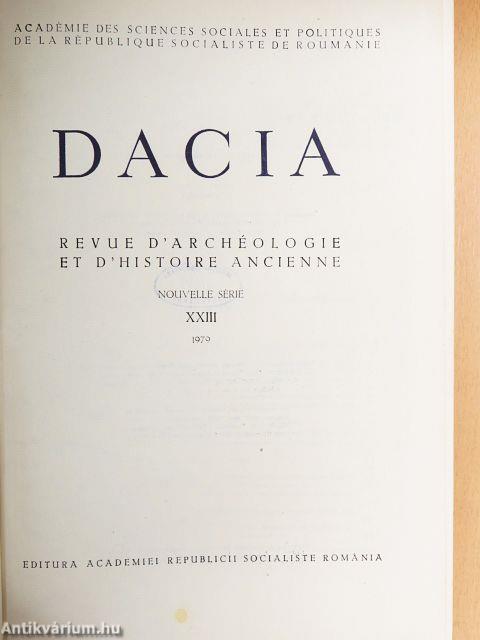 ACADÉMIE DES SCIENCES SOCIALES ET POLITIQUES
DE LA RÉPUBLIQUE SOCIALISTE DE ROUMANIE
DACIA
REVUE D'ARCHÉOLOGIE
ET D'HISTOIRE ANCIENNE
NOUVELLE SÉRIE
XXIII
1979
EDITURA ACADEMIEI REPUBLICII SOCIALISTE ROMÂNIA
Antikvárium.hu